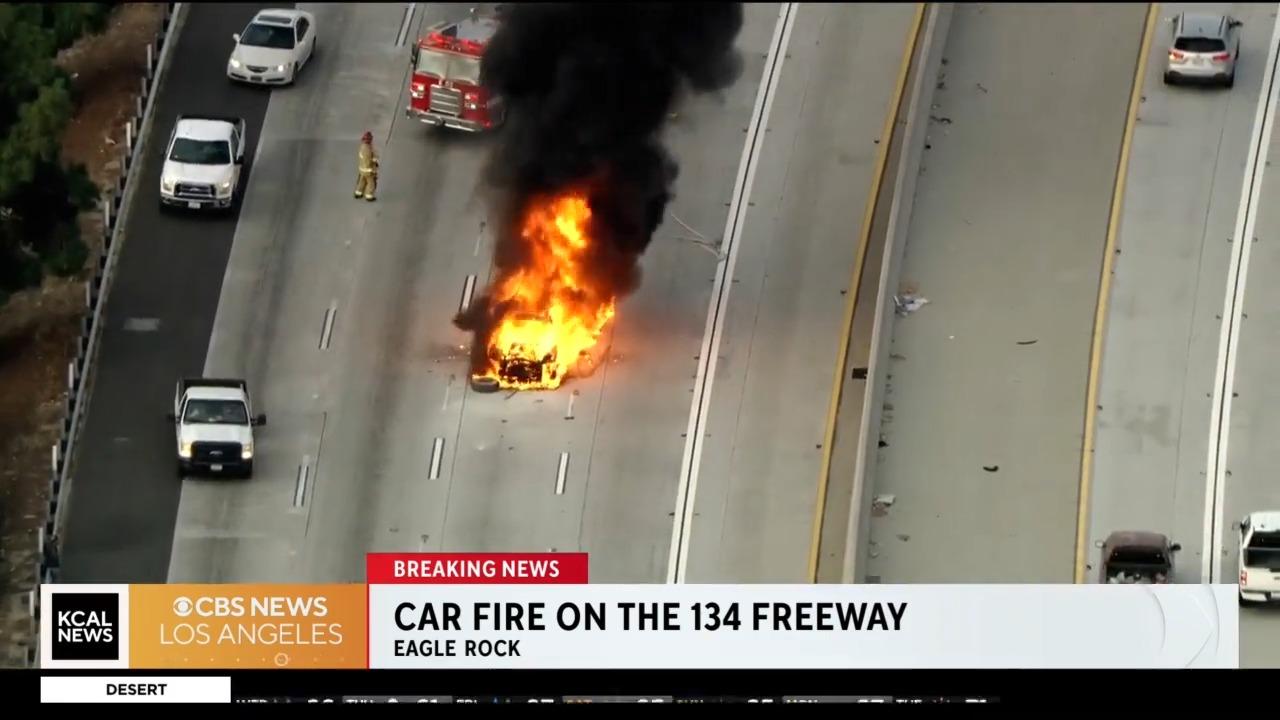 BREAKING NEWS
KCAL
NEWS
CBS NEWS
LOS ANGELES
CAR FIRE ON THE 134 FREEWAY
EAGLE ROCK
DESERT